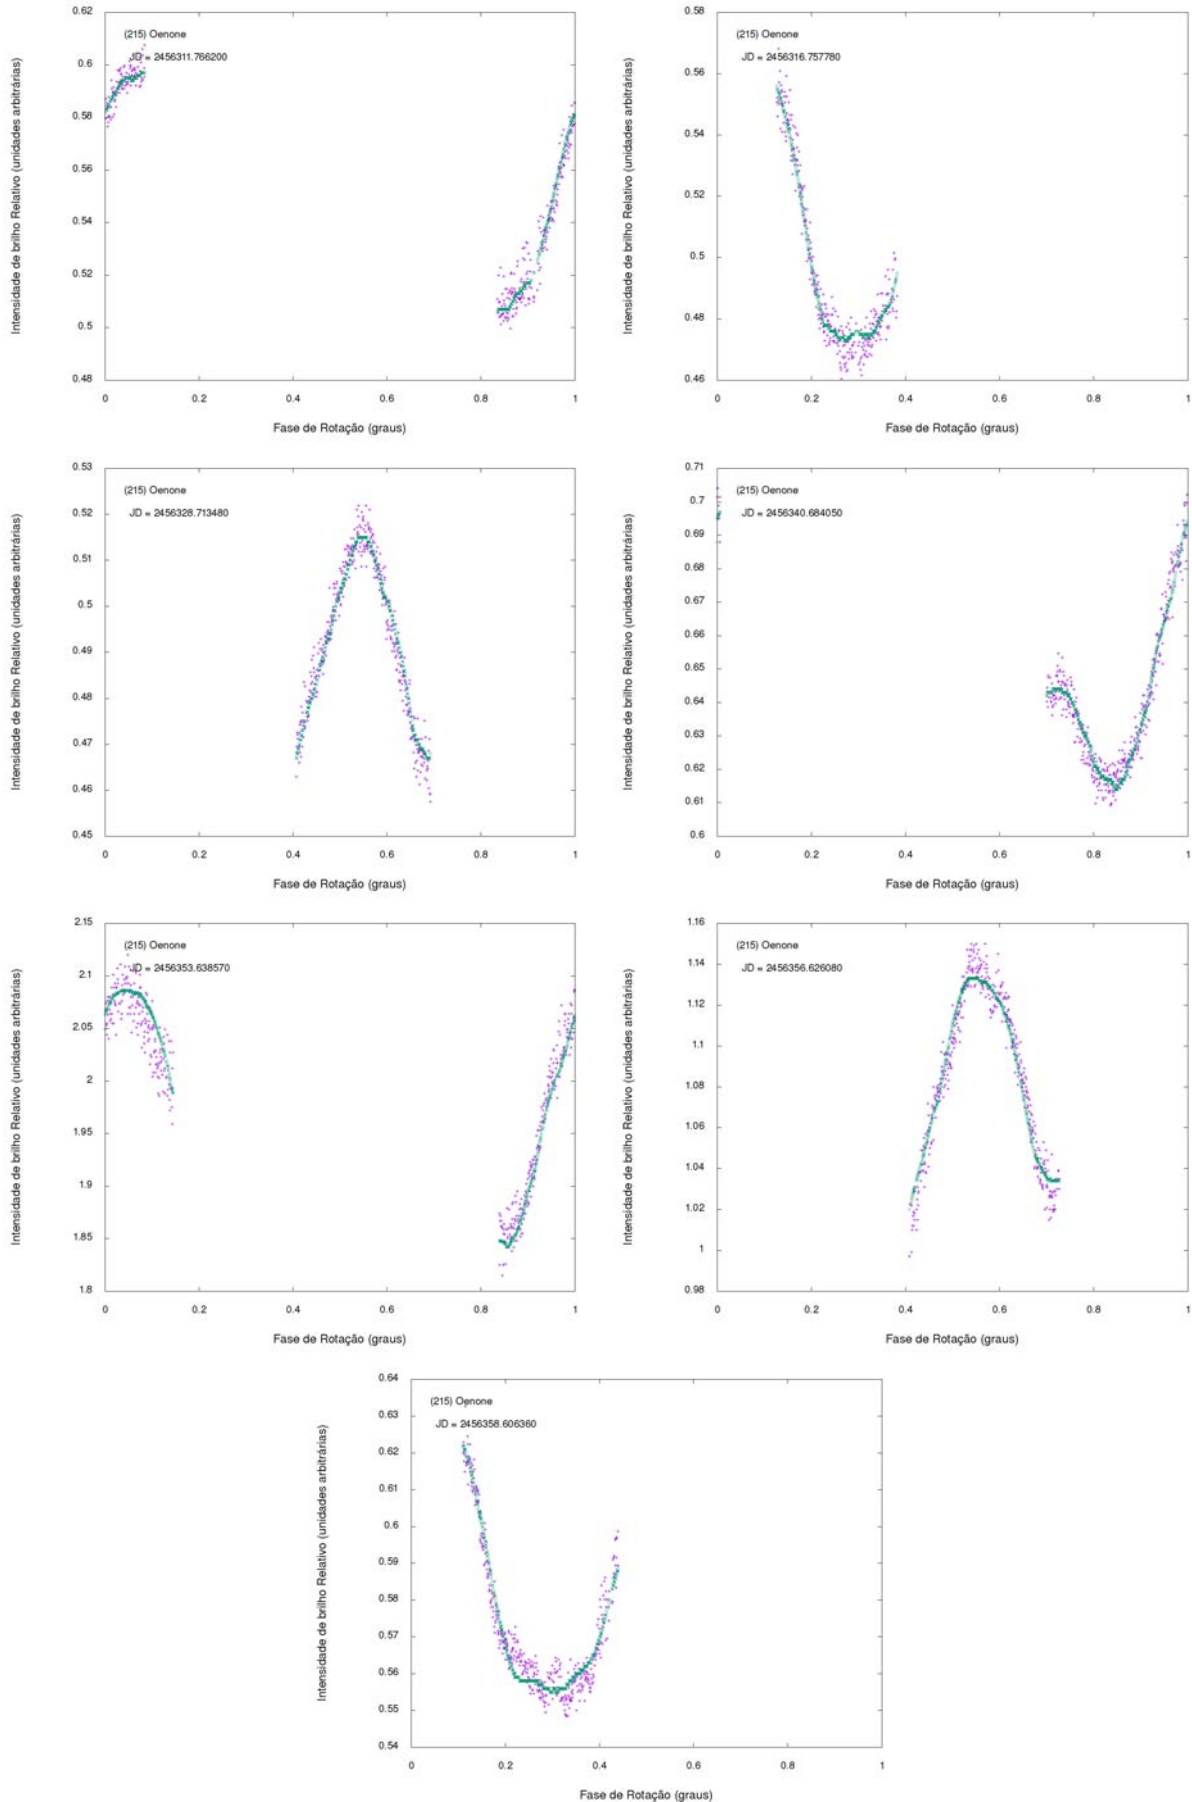 Intensidade de brilho Relativo (unidades arbitrárias)
0.62
0.6
0.58
0.56
0.54
0.52
0.5
0.48
(215) Oenone
JD = 2456311.766200
0 0.2 0.4 0.6 0.8 1
Fase de Rotação (graus)
Intensidade de brilho Relativo (unidades arbitrárias)
0.58
0.56
0.54
0.52
0.5
0.48
0.46
(215) Oenone
JD = 2456316.757780
0 0.2 0.4 0.6 0.8 1
Fase de Rotação (graus)
Intensidade de brilho Relativo (unidades arbitrárias)
0.53
0.52
0.51
0.5
0.49
0.48
0.47
0.46
0.45
(215) Oenone
JD = 2456328.713480
0 0.2 0.4 0.6 0.8 1
Fase de Rotação (graus)
Intensidade de brilho Relativo (unidades arbitrárias)
0.71
0.7
0.69
0.68
0.67
0.66
0.65
0.64
0.63
0.62
0.61
0.6
(215) Oenone
JD = 2456340.684050
0 0.2 0.4 0.6 0.8 1
Fase de Rotação (graus)
Intensidade de brilho Relativo (unidades arbitrárias)
2.15
2.1
2.05
2
1.95
1.9
1.85
1.8
(215) Oenone
JD = 2456353.638570
0 0.2 0.4 0.6 0.8 1
Fase de Rotação (graus)
Intensidade de brilho Relativo (unidades arbitrárias)
1.16
1.14
1.12
1.1
1.08
1.06
1.04
1.02
1
0.98
(215) Oenone
JD = 2456356.626080
0 0.2 0.4 0.6 0.8 1
Fase de Rotação (graus)
Intensidade de brilho Relativo (unidades arbitrárias)
0.64
0.63
0.62
0.61
0.6
0.59
0.58
0.57
0.56
0.55
0.54
(215) Oenone
JD = 2456358.606360
0 0.2 0.4 0.6 0.8 1
Fase de Rotação (graus)